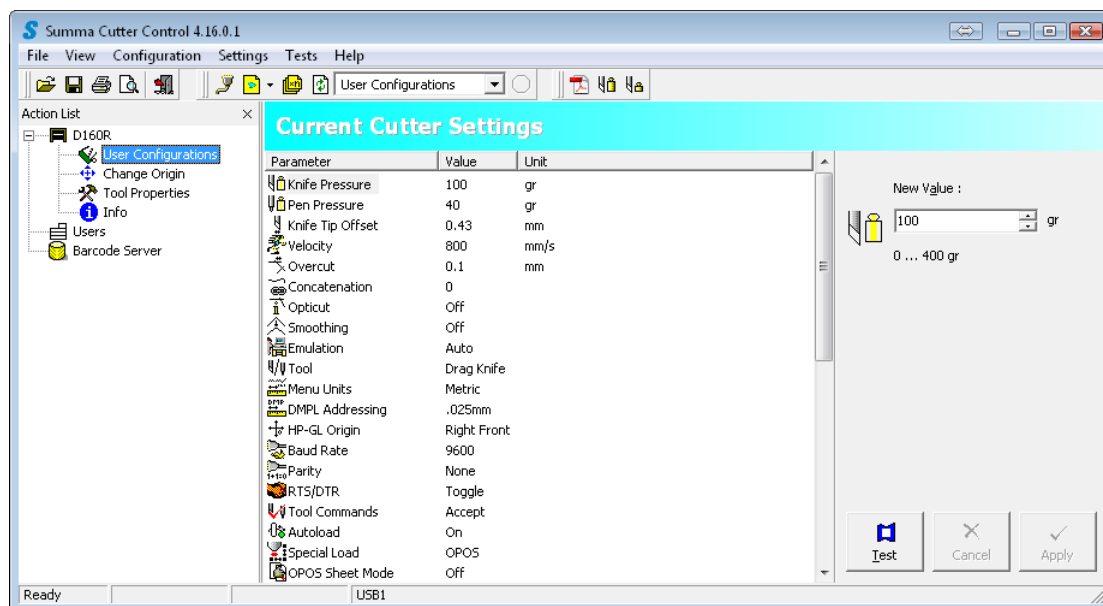 Summa Cutter Control 4.16.0.1
File View Configuration Settings Tests Help
User Configurations
Action List
D160R
User Configurations
Change Origin
Tool Properties
Info
Users
Barcode Server
Current Cutter Settings
Parameter Value Unit
Knife Pressure 100 gr
Pen Pressure 40 gr
Knife Tip Offset 0.43 mm
Velocity 800 mm/s
Overcut 0.1 mm
Concatenation 0
Opticut Off
Smoothing Off
Emulation Auto
Tool Drag Knife
Menu Units Metric
DMPL Addressing .025mm
HP-GL Origin Right Front
Baud Rate 9600
Parity None
RTS/DTR Toggle
Tool Commands Accept
Autoload On
Special Load OPOS
OPOS Sheet Mode Off
New Value :
100 gr
0 ... 400 gr
Test Cancel Apply
Ready USB1